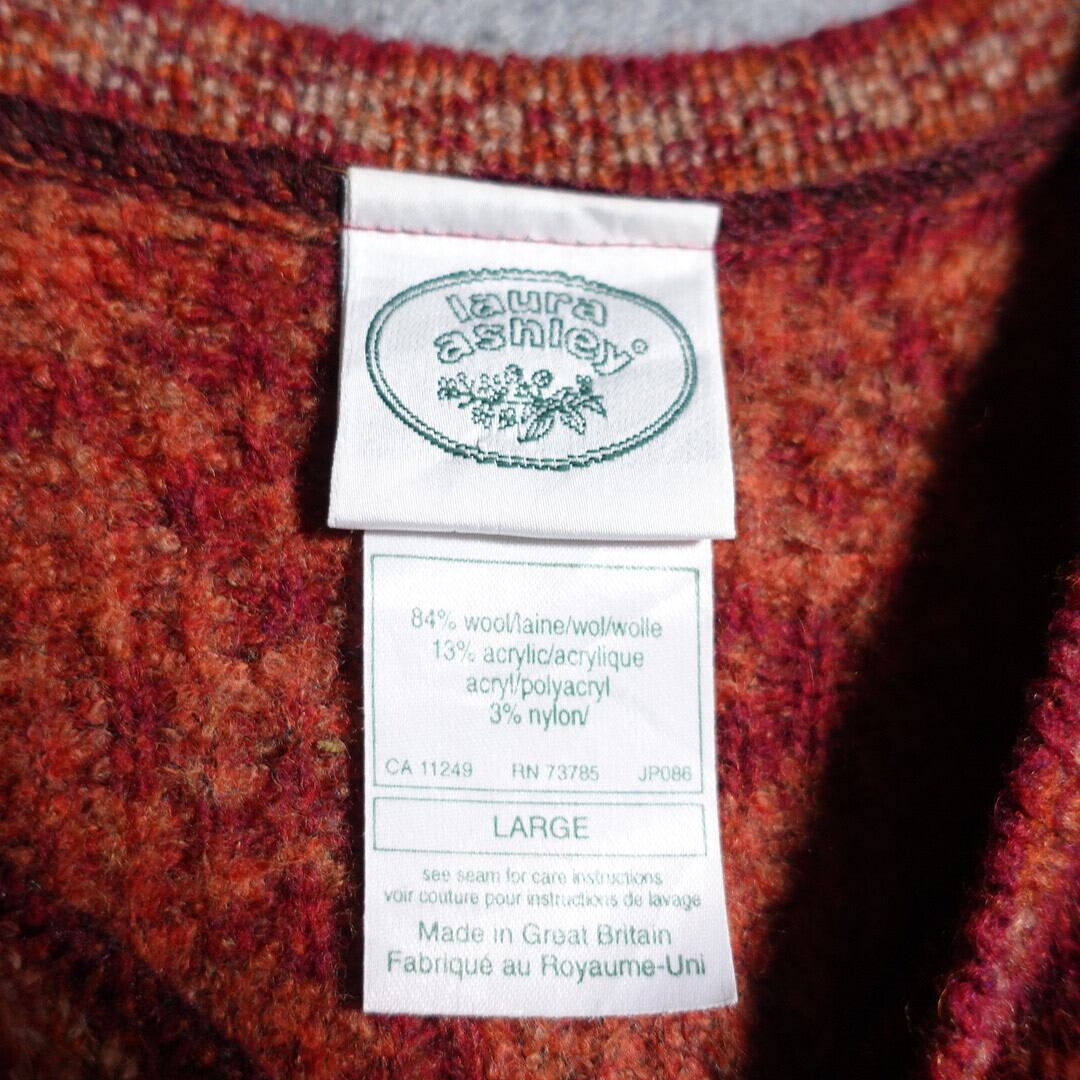 laura
ashley®
84% wool/laine/wol/wolle
13% acrylic/acrylique
acryl/polyacryl
3% nylon/
CA 11249 RN 73785 JP086
LARGE
see seam for care instructions
voir couture pour instructions de lavage
Made in Great Britain
Fabriqué au Royaume-Uni